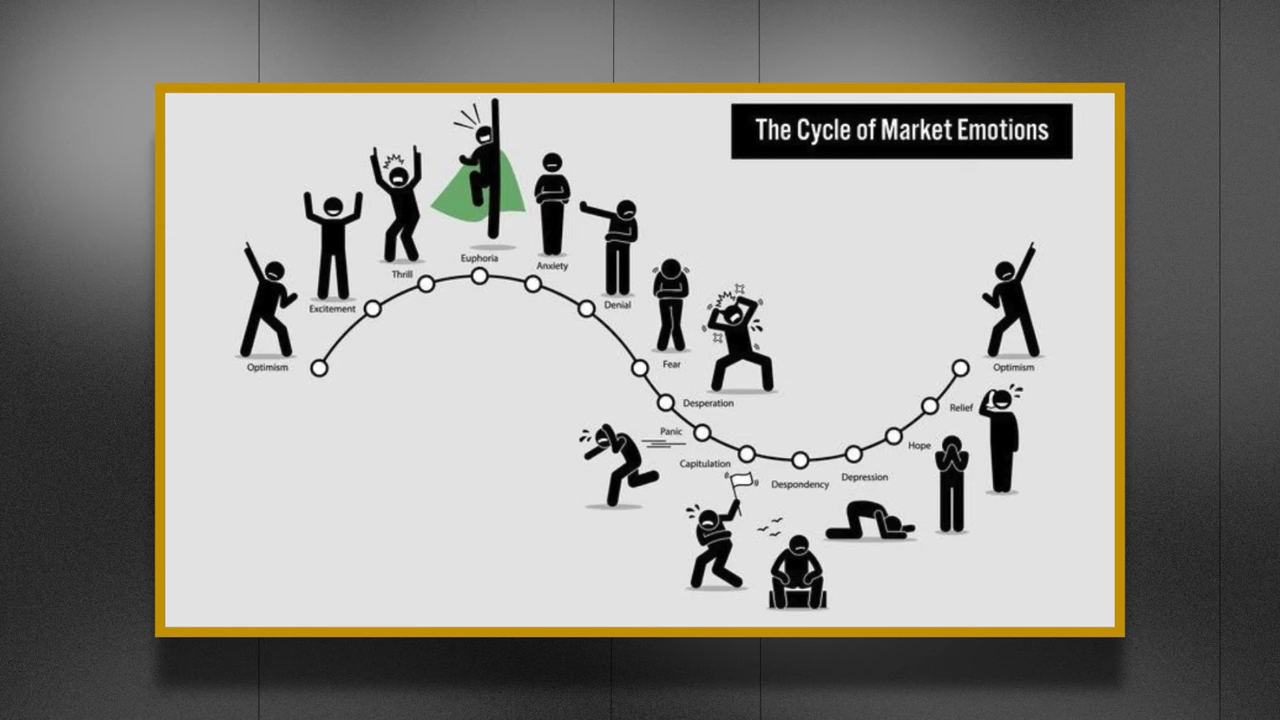 The Cycle of Market Emotions
Optimism
Excitement
Thrill
Euphoria
Anxiety
Denial
Fear
Desperation
Panic
Capitulation
Despondency
Depression
Hope
Relief
Optimism